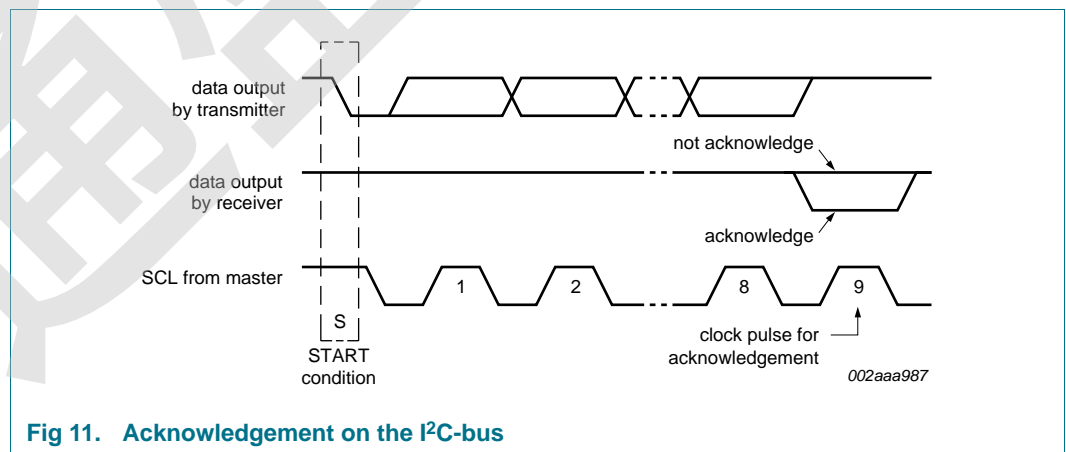 data output
by transmitter
not acknowledge
data output
by receiver
acknowledge
SCL from master
1
2
8
9
S
START
condition
clock pulse for
acknowledgement
002aaa987
Fig 11. Acknowledgement on the I²C-bus